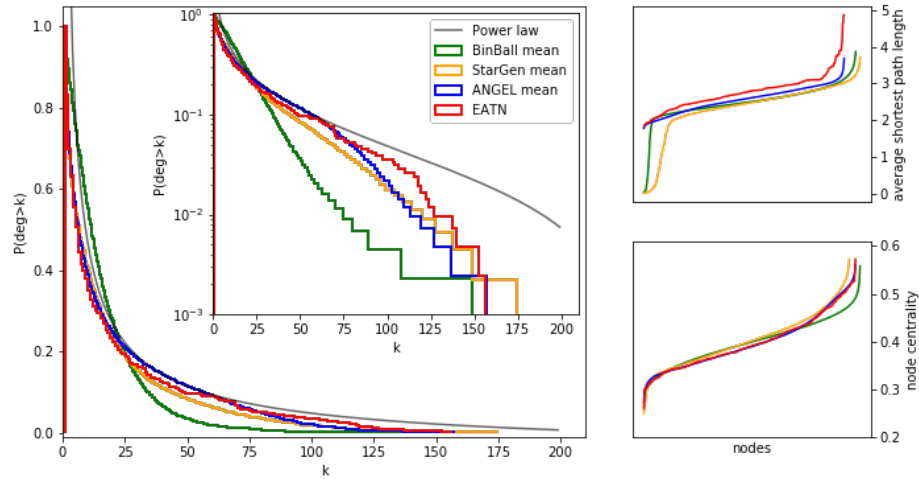 1.0
0.8
0.6
0.4
0.2
0.0
P(deg>k)
0 25 50 75 100 125 150 175 200
k
10⁰
10⁻¹
10⁻²
10⁻³
P(deg>k)
0 25 50 75 100 125 150 175 200
k
Power law
BinBall mean
StarGen mean
ANGEL mean
EATN
5
4
3
2
1
0
average shortest path length
0.6
0.5
0.4
0.3
0.2
node centrality
nodes